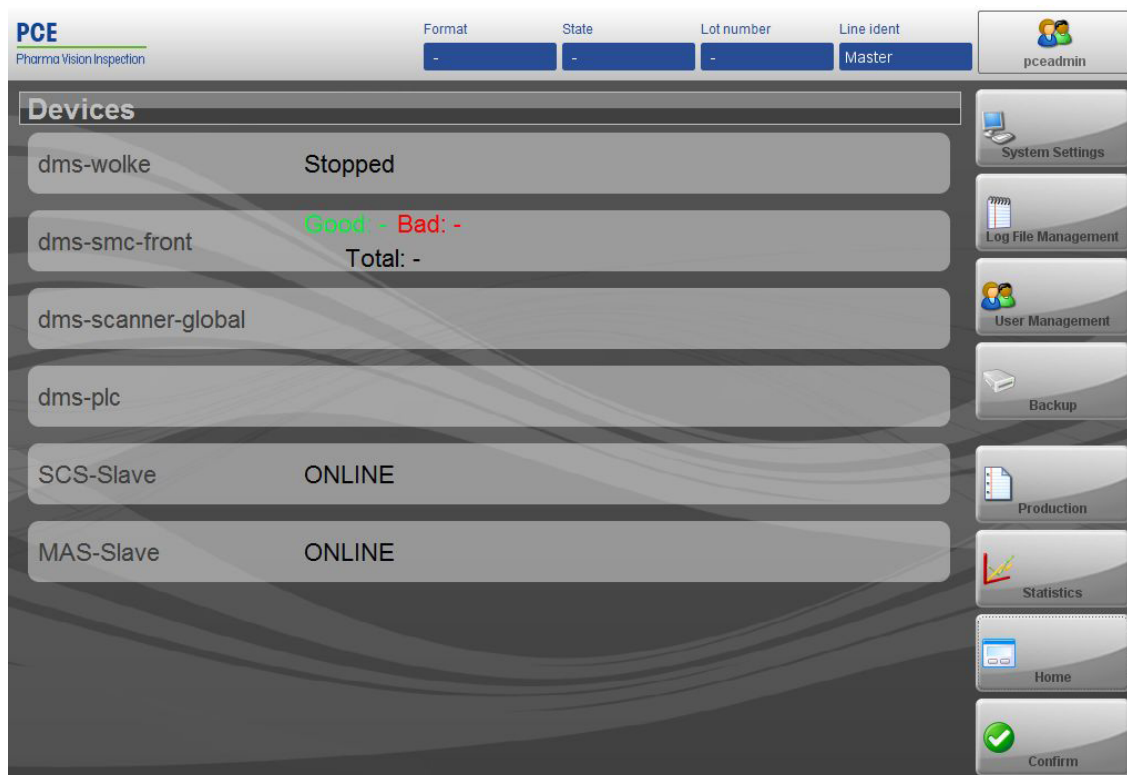 PCE
Pharma Vision Inspection
Format
-
State
-
Lot number
-
Line ident
Master
pceadmin
Devices
dms-wolke Stopped
dms-smc-front
Good: - Bad: -
Total: -
dms-scanner-global
dms-plc
SCS-Slave ONLINE
MAS-Slave ONLINE
System Settings
Log File Management
User Management
Backup
Production
Statistics
Home
Confirm